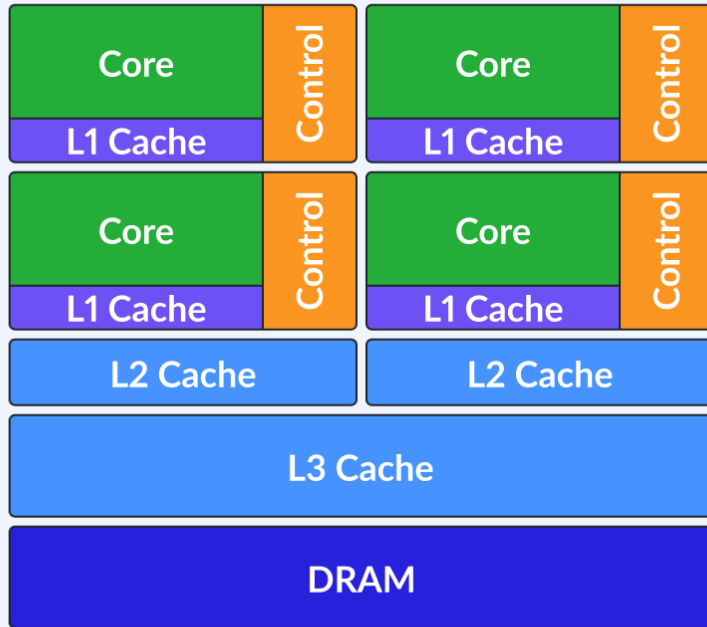 Core
Control
L1 Cache
Core
Control
L1 Cache
Core
Control
L1 Cache
Core
Control
L1 Cache
L2 Cache
L2 Cache
L3 Cache
DRAM